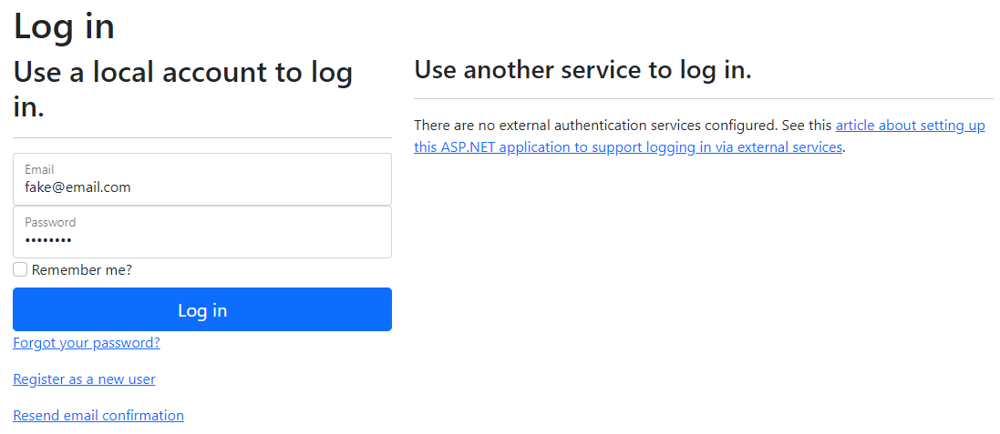 Log in
Use a local account to log
in.
Email
fake@email.com
Password
••••••••
Remember me?
Log in
Forgot your password?
Register as a new user
Resend email confirmation
Use another service to log in.
There are no external authentication services configured. See this article about setting up
this ASP.NET application to support logging in via external services.